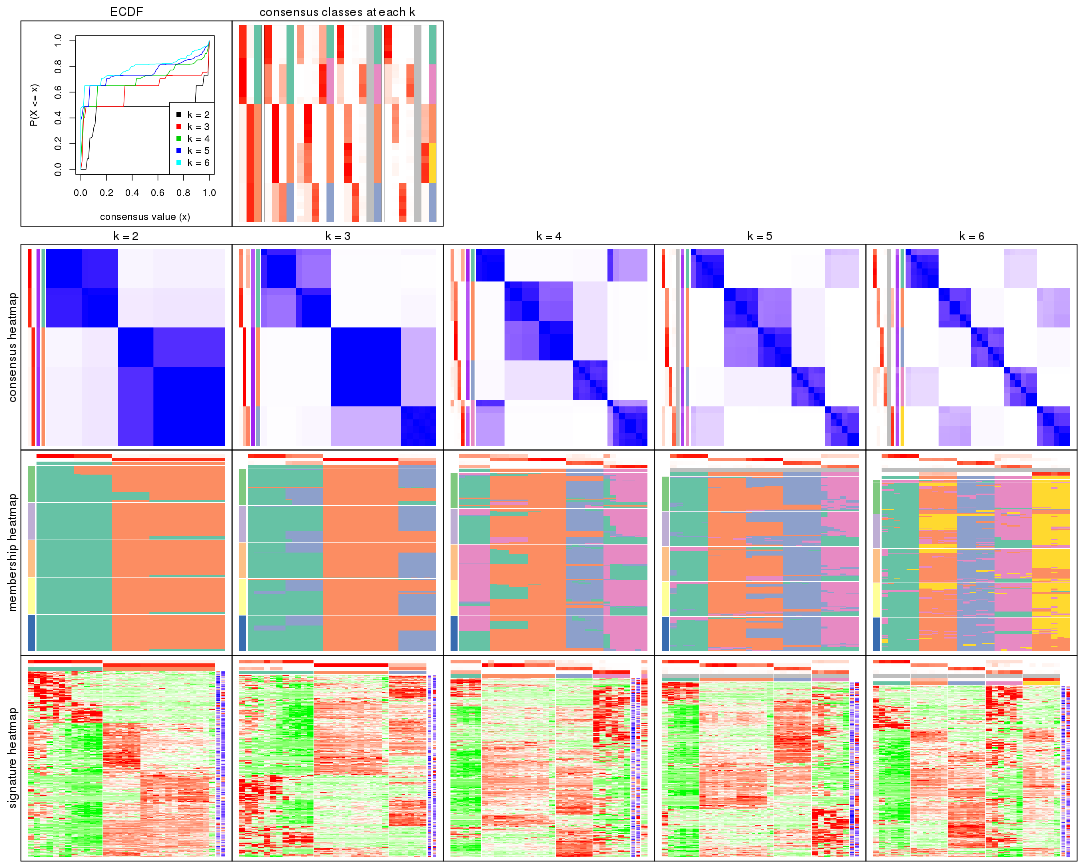 ECDF
consensus classes at each k
P(X <= x)
0.0 0.2 0.4 0.6 0.8 1.0
k = 2
k = 3
k = 4
k = 5
k = 6
0.0 0.2 0.4 0.6 0.8 1.0
consensus value (x)
k = 2
k = 3
k = 4
k = 5
k = 6
consensus heatmap
membership heatmap
signature heatmap